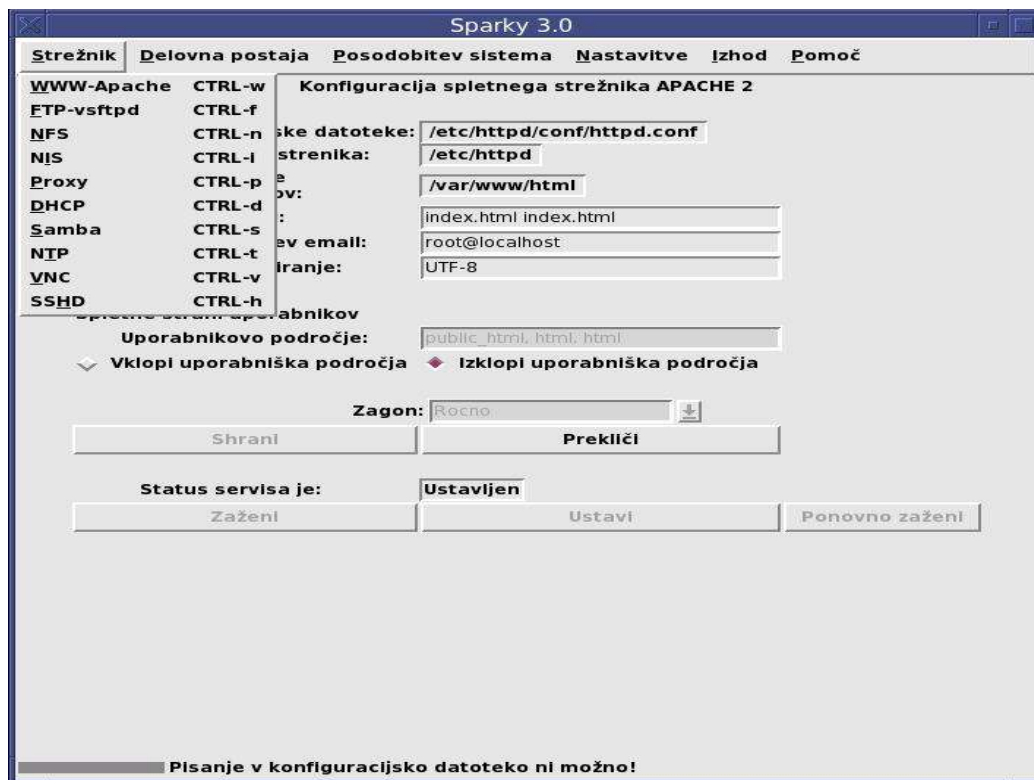 Sparky 3.0
Strežnik Delovna postaja Posodobitev sistema Nastavitve Izhod Pomoč
WWW-Apache CTRL-w
FTP-vsftpd CTRL-f
NFS CTRL-n
NIS CTRL-i
Proxy CTRL-p
DHCP CTRL-d
Samba CTRL-s
NTP CTRL-t
VNC CTRL-v
SSHD CTRL-h
Konfiguracija spletnega strežnika APACHE 2
datoteke: /etc/httpd/conf/httpd.conf
strenika: /etc/httpd
/var/www/html
index.html index.html
email: root@localhost
UTF-8
Spletne strani uporabnikov
Uporabnikovo področje: public_html, html, html
Vklopi uporabniška področja Izklopi uporabniška področja
Zagon: Rocno
Shrani Prekliči
Status servisa je: Ustavljen
Zaženi Ustavi Ponovno zaženi
Pisanje v konfiguracijsko datoteko ni možno!